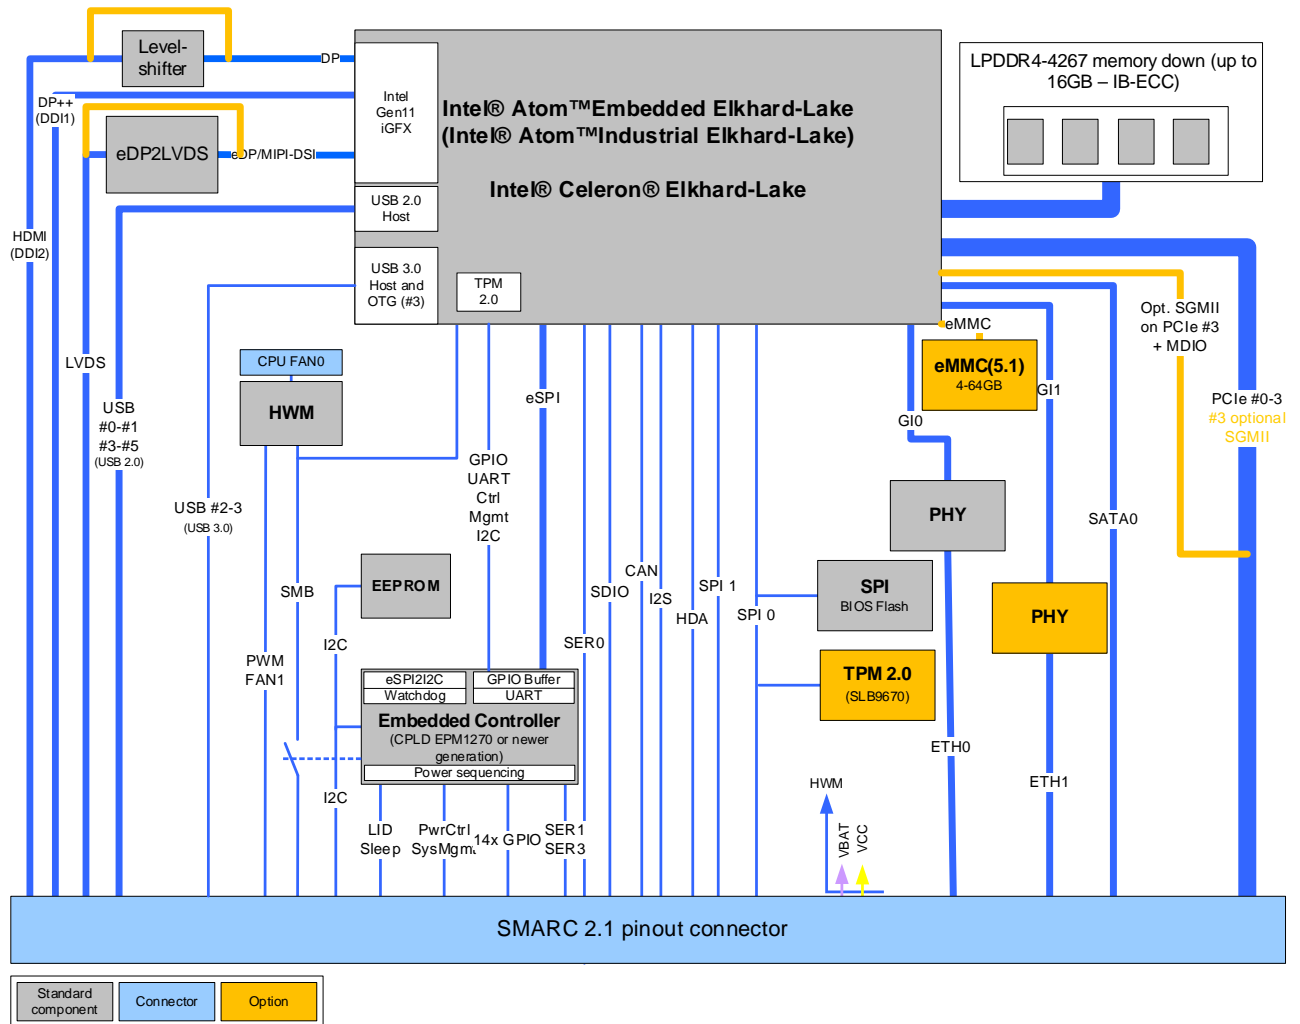 Level-
shifter
DP
DP++
(DDI1)
eDP2LVDS
eDP/MIPI-DSI
HDMI
(DDI2)
Intel
Gen11
iGFX
Intel® Atom™Embedded Elkhard-Lake
(Intel® Atom™Industrial Elkhard-Lake)
Intel® Celeron® Elkhard-Lake
USB 2.0
Host
USB 3.0
Host and
OTG (#3)
TPM
2.0
LPDDR4-4267 memory down (up to
16GB – IB-ECC)
Opt. SGMII
on PCIe #3
+ MDIO
PCIe #0-3
#3 optional
SGMII
eMMC
eMMC(5.1)
4-64GB
GI1
GI0
LVDS
USB
#0-#1
#3-#5
(USB 2.0)
CPU FAN0
HWM
eSPI
GPIO
UART
Ctrl
Mgmt
I2C
USB #2-3
(USB 3.0)
PHY
SATA0
EEPROM
SMB
SDIO
CAN
I2S
HDA
SPI 1
SPI 0
SPI
BIOS Flash
PHY
I2C
SER0
PWM
FAN1
eSPI2I2C
Watchdog
GPIO Buffer
UART
Embedded Controller
(CPLD EPM1270 or newer
generation)
Power sequencing
TPM 2.0
(SLB9670)
ETH0
ETH1
I2C
LID
Sleep
PwrCtrl
SysMgmt
14x GPIO
SER1
SER3
HWM
VBAT
VCC
SMARC 2.1 pinout connector
Standard
component
Connector
Option